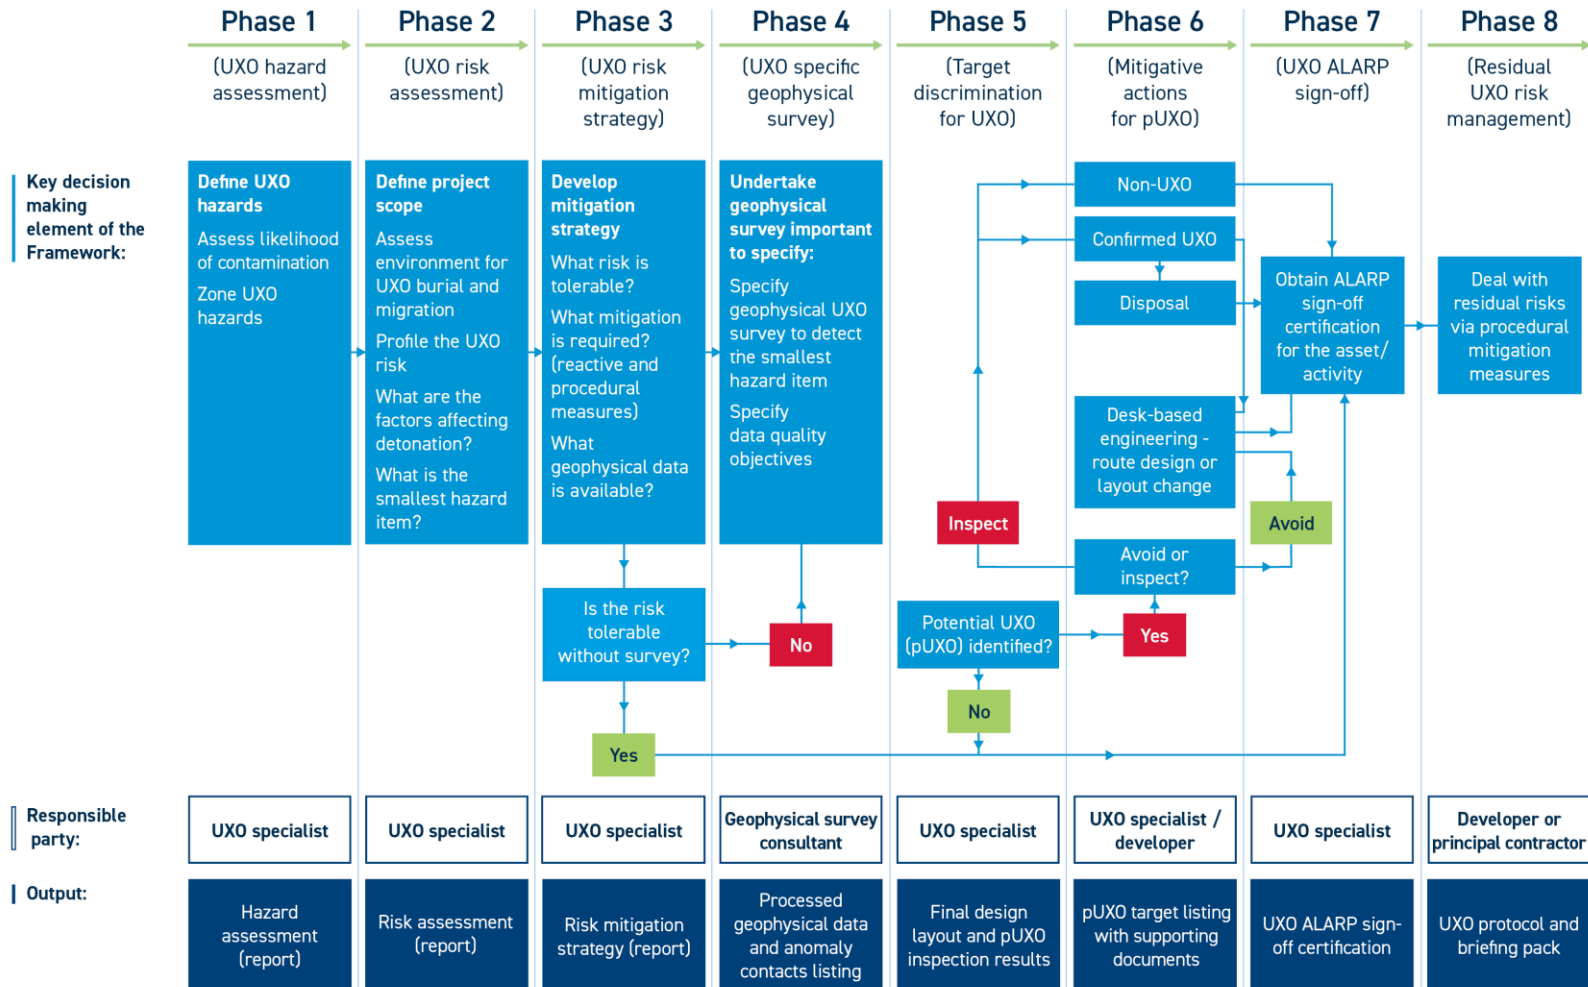 Phase 1
(UXO hazard
assessment)
Phase 2
(UXO risk
assessment)
Phase 3
(UXO risk
mitigation
strategy)
Phase 4
(UXO specific
geophysical
survey)
Phase 5
(Target
discrimination
for UXO)
Phase 6
(Mitigative
actions
for pUXO)
Phase 7
(UXO ALARP
sign-off)
Phase 8
(Residual
UXO risk
management)
Key decision
making
element of the
Framework:
Define UXO
hazards
Assess likelihood
of contamination
Zone UXO
hazards
Define project
scope
Assess
environment for
UXO burial and
migration
Profile the UXO
risk
What are the
factors affecting
detonation?
What is the
smallest hazard
item?
Develop
mitigation
strategy
What risk is
tolerable?
What mitigation
is required?
(reactive and
procedural
measures)
What
geophysical data
is available?
Is the risk
tolerable
without survey?
Yes
No
Undertake
geophysical
survey important
to specify:
Specify
geophysical UXO
survey to detect
the smallest
hazard item
Specify
data quality
objectives
Inspect
Potential UXO
(pUXO) identified?
No
Non-UXO
Confirmed UXO
Disposal
Desk-based
engineering -
route design or
layout change
Avoid or
inspect?
Yes
Obtain ALARP
sign-off
certification
for the asset/
activity
Avoid
Deal with
residual risks
via procedural
mitigation
measures
Responsible
party:
UXO specialist
UXO specialist
UXO specialist
Geophysical survey
consultant
UXO specialist
UXO specialist /
developer
UXO specialist
Developer or
principal contractor
Output:
Hazard
assessment
(report)
Risk assessment
(report)
Risk mitigation
strategy (report)
Processed
geophysical data
and anomaly
contacts listing
Final design
layout and pUXO
inspection results
pUXO target listing
with supporting
documents
UXO ALARP sign-
off certification
UXO protocol and
briefing pack